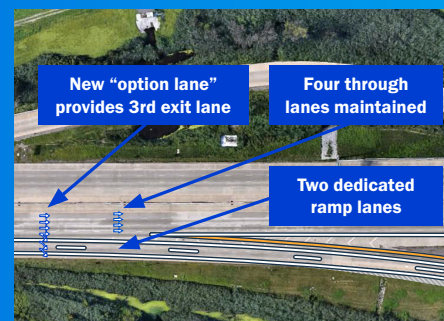 New “option lane”
provides 3rd exit lane
Four through
lanes maintained
Two dedicated
ramp lanes